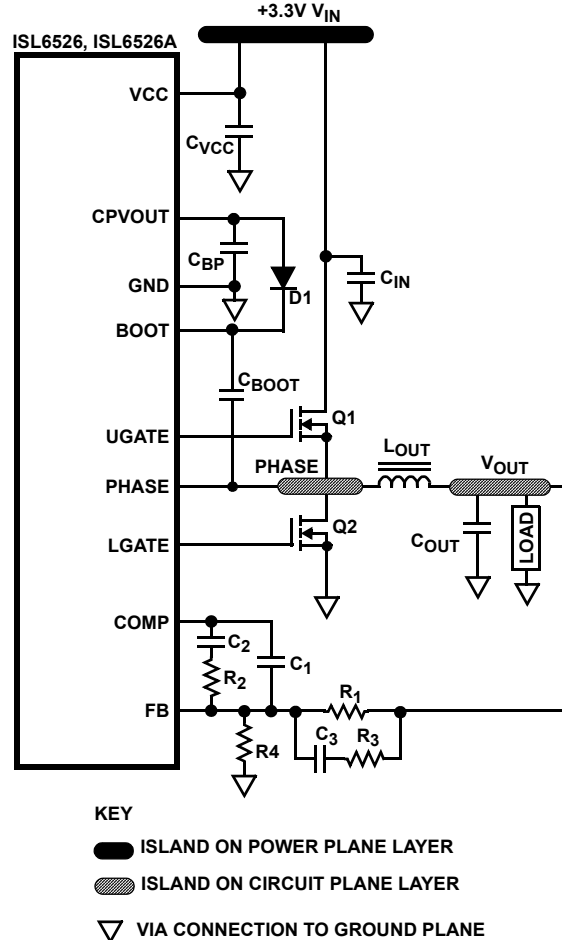 +3.3V VIN
ISL6526, ISL6526A
VCC
CVCC
CPVOUT
CBP
GND
D1
CIN
BOOT
CBOOT
Q1
UGATE
LOUT
PHASE
VOUT
PHASE
Q2
COUT
LOAD
LGATE
COMP
C2
C1
R2
R1
FB
C3
R3
R4
KEY
ISLAND ON POWER PLANE LAYER
ISLAND ON CIRCUIT PLANE LAYER
VIA CONNECTION TO GROUND PLANE